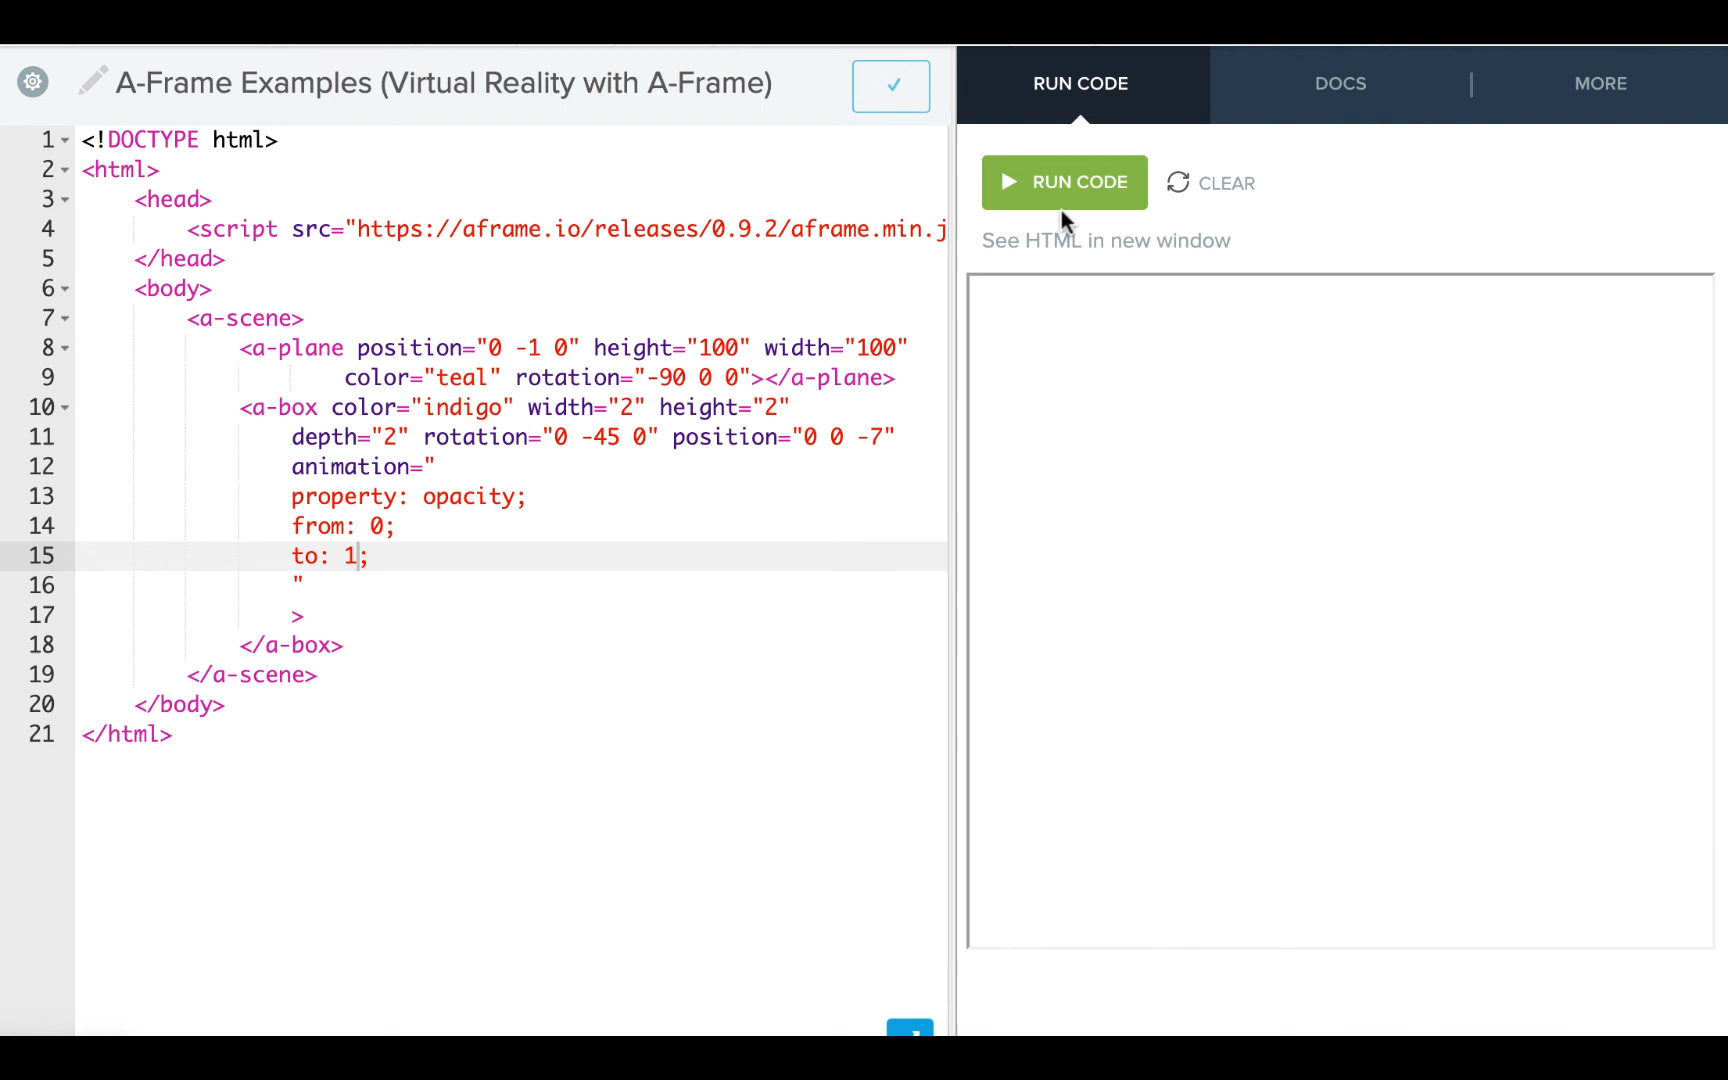 A-Frame Examples (Virtual Reality with A-Frame)
RUN CODE
DOCS
|
MORE
RUN CODE
CLEAR
See HTML in new window
1 <!DOCTYPE html>
2 <html>
3 <head>
4 <script src="https://aframe.io/releases/0.9.2/aframe.min.j
5 </head>
6 <body>
7 <a-scene>
8 <a-plane position="0 -1 0" height="100" width="100"
9 color="teal" rotation="-90 0 0"></a-plane>
10 <a-box color="indigo" width="2" height="2"
11 depth="2" rotation="0 -45 0" position="0 0 -7"
12 animation="
13 property: opacity;
14 from: 0;
15 to: 1;
16 "
17 >
18 </a-box>
19 </a-scene>
20 </body>
21 </html>